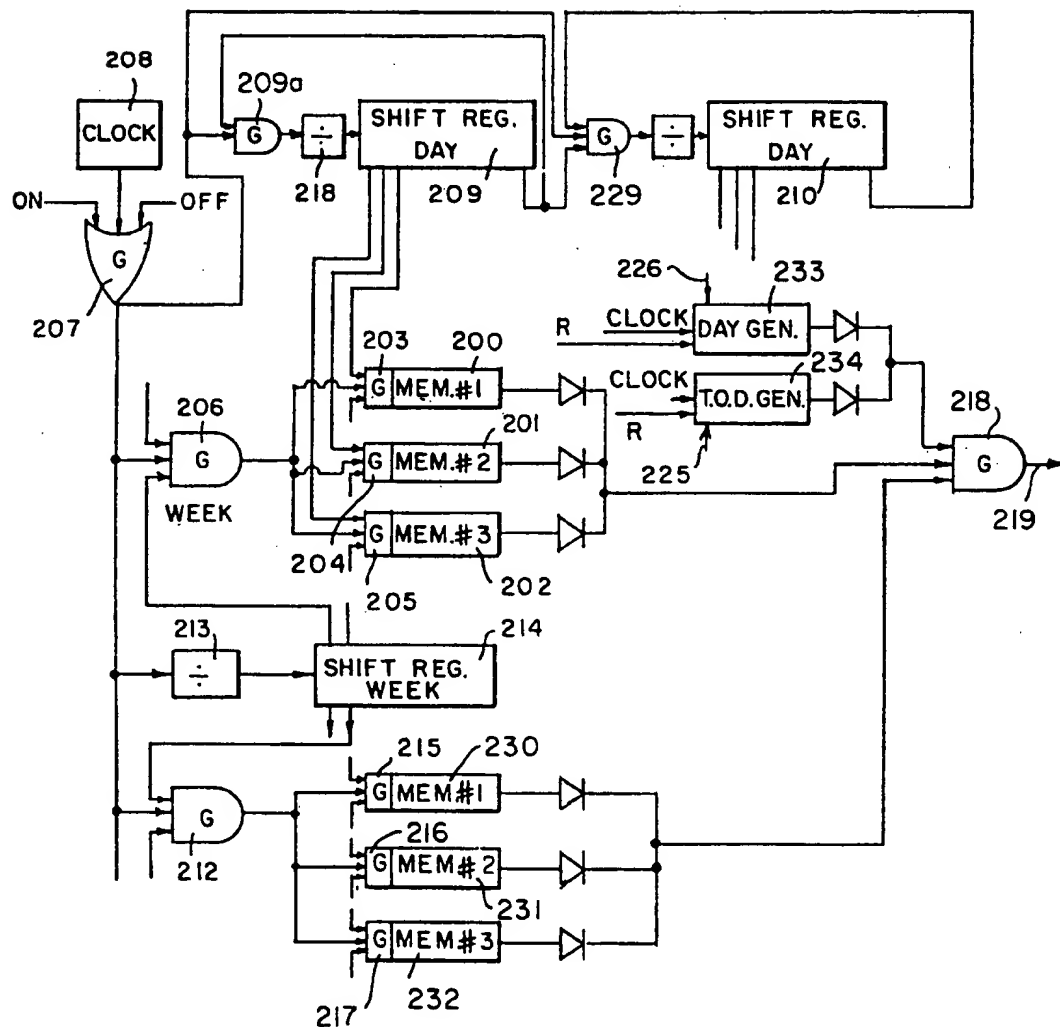 208
CLOCK
ON
OFF
G
207
209a
G
÷
218
SHIFT REG.
DAY
209
G
229
÷
SHIFT REG.
DAY
210
226
233
CLOCK
R
DAY GEN.
CLOCK
234
T.O.D. GEN.
R
225
218
G
219
206
G
WEEK
203
200
G
MEM.#1
201
G
MEM.#2
204
G
MEM.#3
205
202
213
÷
214
SHIFT REG.
WEEK
G
212
215
230
G
MEM#1
216
G
MEM#2
231
G
MEM#3
217
232